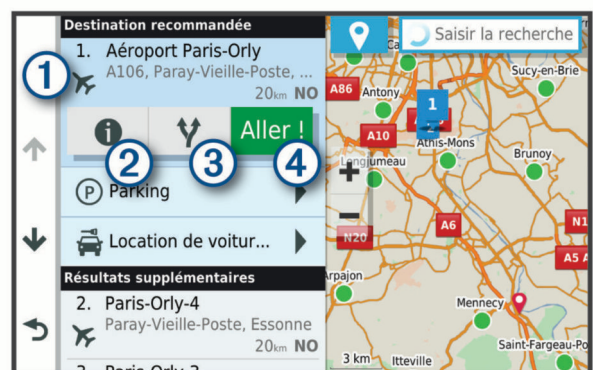 Destination recommandée
1. Aéroport Paris-Orly
A106, Paray-Vieille-Poste, ...
20km NO
1
i
Aller !
2
3
4
P Parking
Location de voitur...
Résultats supplémentaires
2. Paris-Orly-4
Paray-Vieille-Poste, Essonne
20km NO
Saisir la recherche
Sucy-en-Brie
A86
Antony
1
A10
Athis-Mons
Brunoy
Longjumeau
+
−
N20
A6
N1
A5
Arpajon
Mennecy
Saint-Fargeau-Po
3 km
Itteville